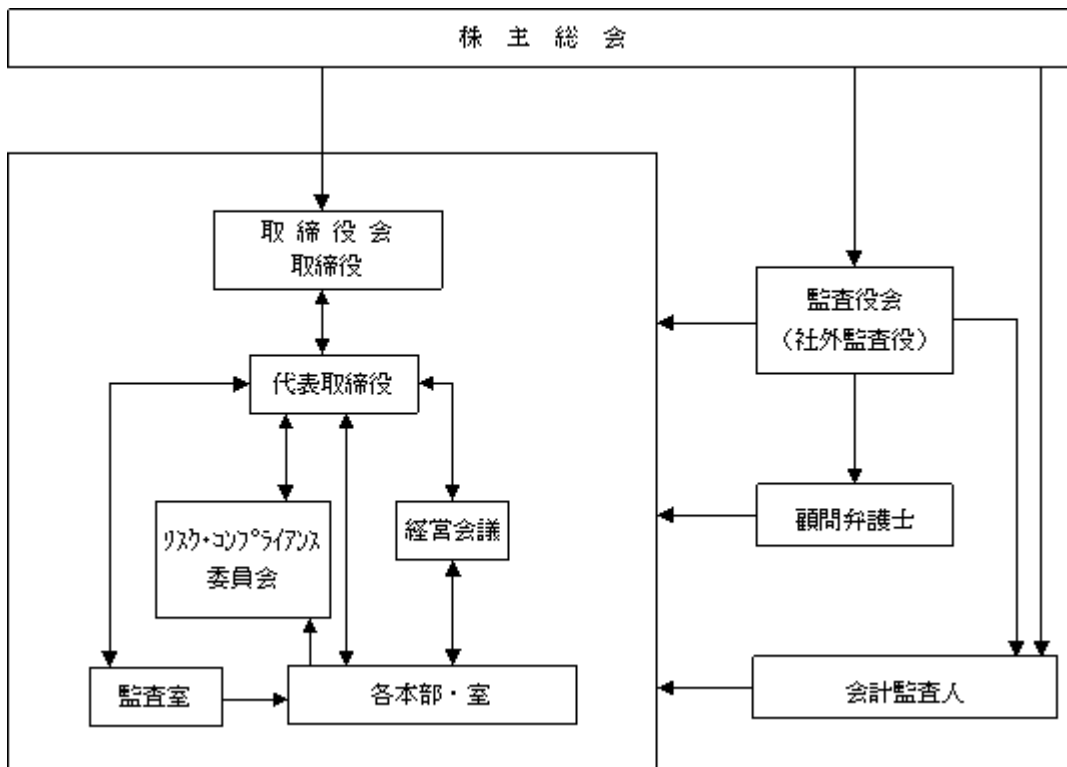 株主総会
取締役会
取締役
監査役会
(社外監査役)
代表取締役
リスク・コンプライアンス
委員会
経営会議
顧問弁護士
監査室
各本部・室
会計監査人